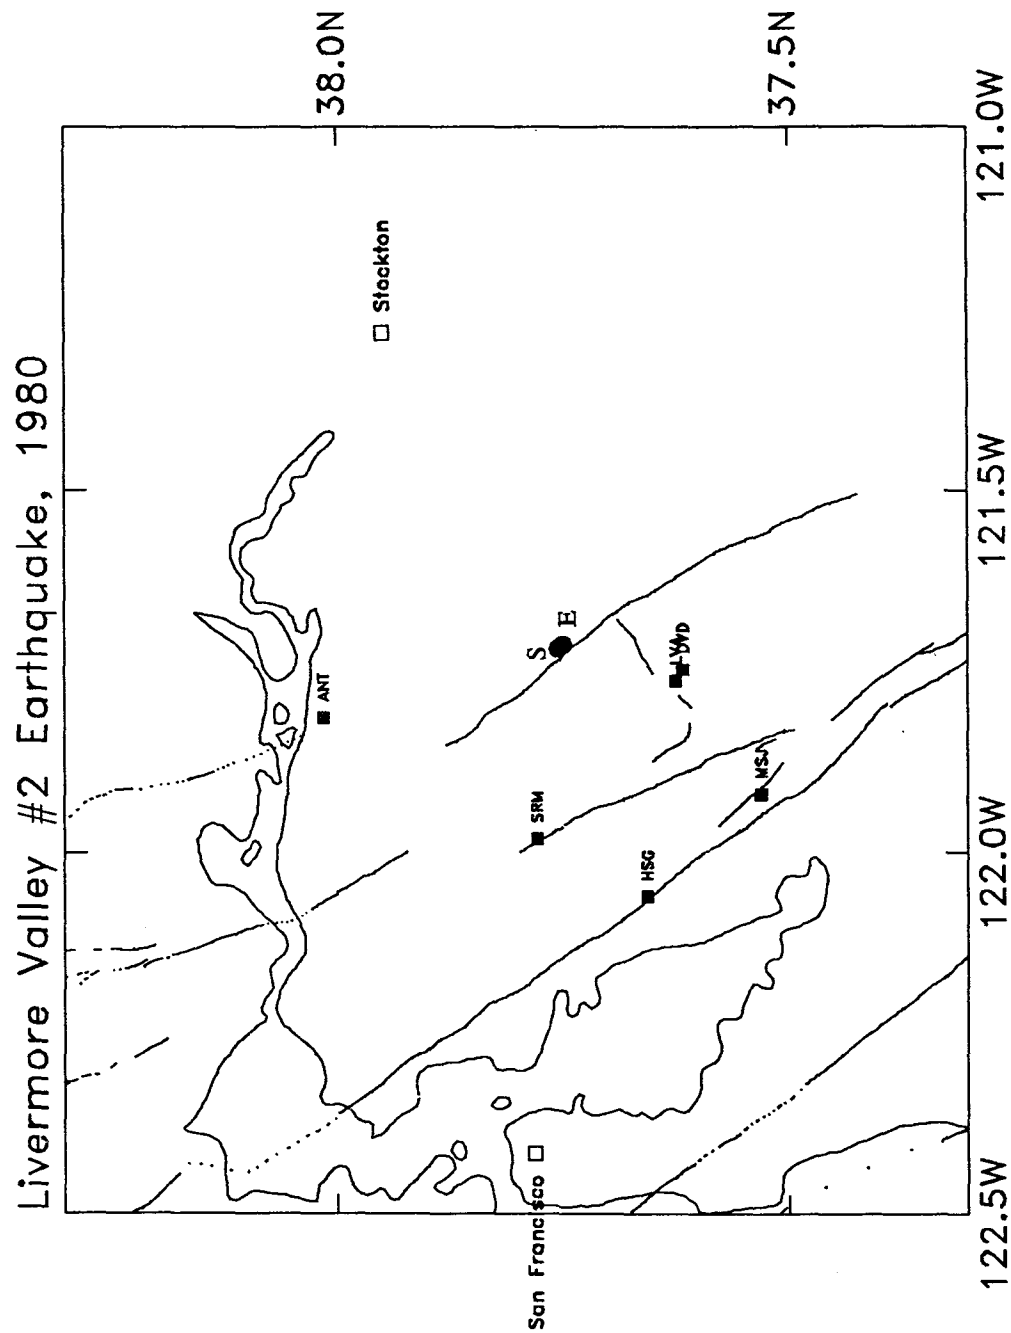 Livermore Valley #2 Earthquake, 1980
38.0N
37.5N
Stockton
ANT
S
E
DVD
SRM
MSJ
HSG
San Francisco
122.5W
122.0W
121.5W
121.0W